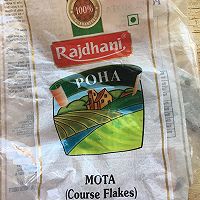 100%
Rajdhani
POHA
MOTA
(Course Flakes)